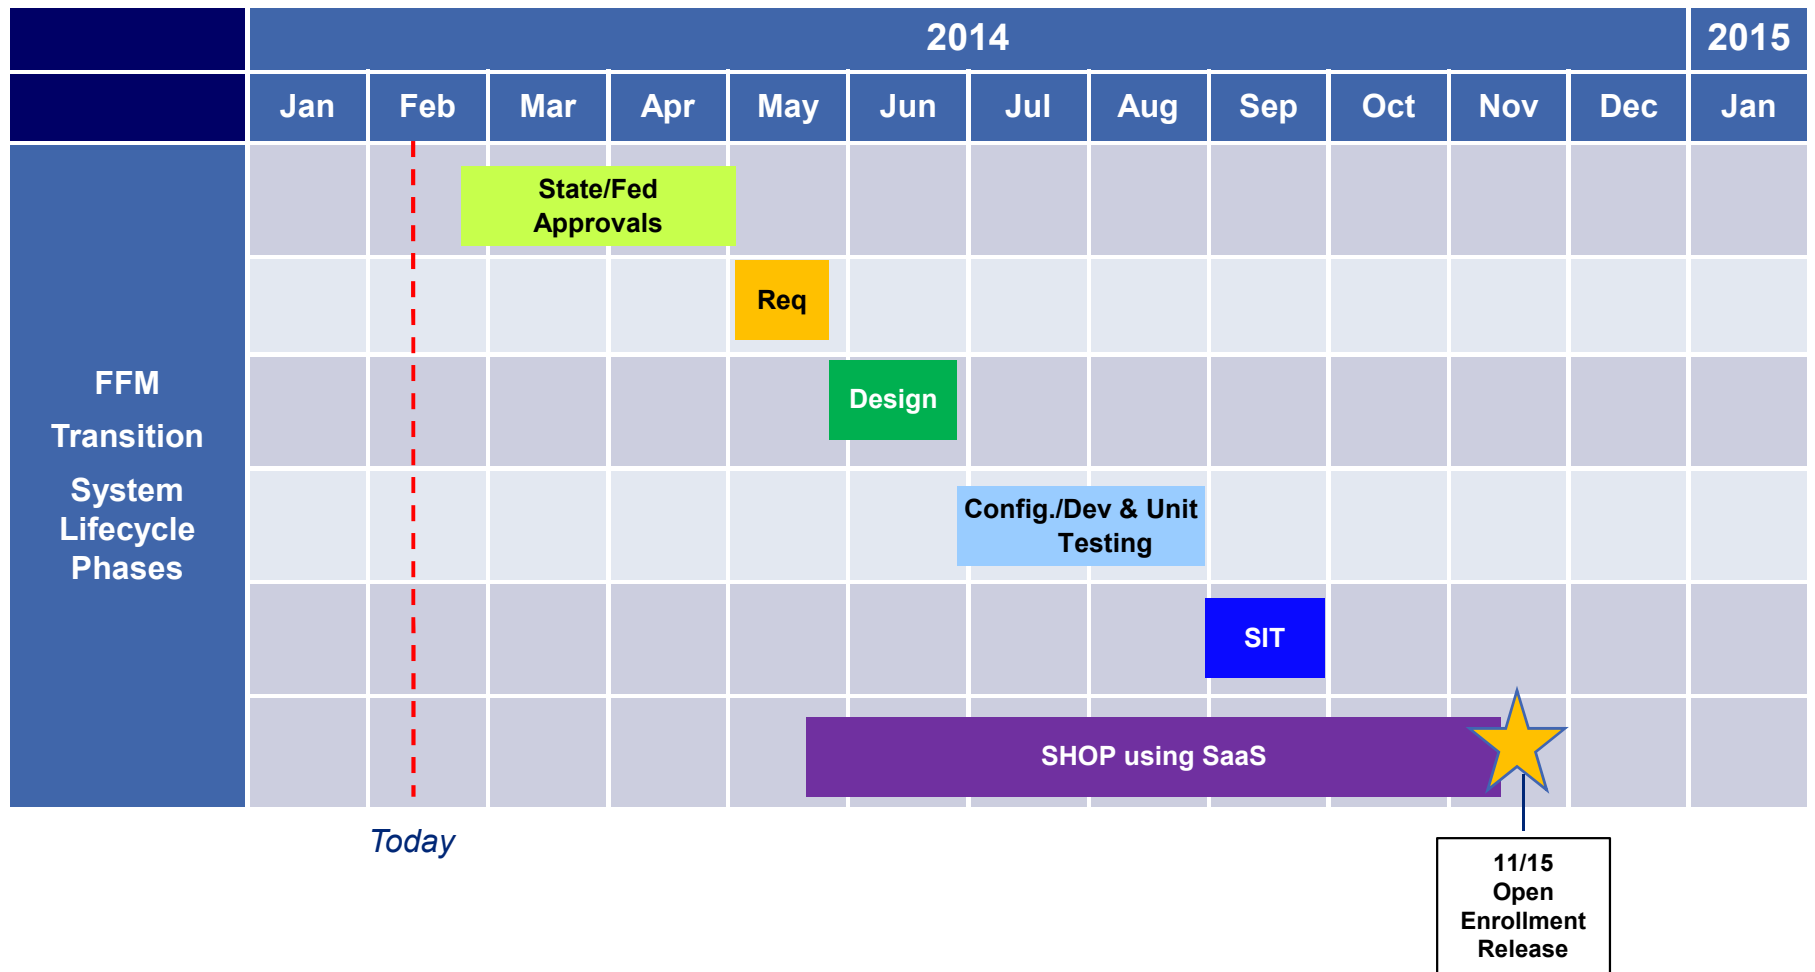 2014
2015
Jan
Feb
Mar
Apr
May
Jun
Jul
Aug
Sep
Oct
Nov
Dec
Jan
FFM
Transition
System
Lifecycle
Phases
State/Fed
Approvals
Req
Design
Config./Dev & Unit
Testing
SIT
SHOP using SaaS
Today
11/15
Open
Enrollment
Release